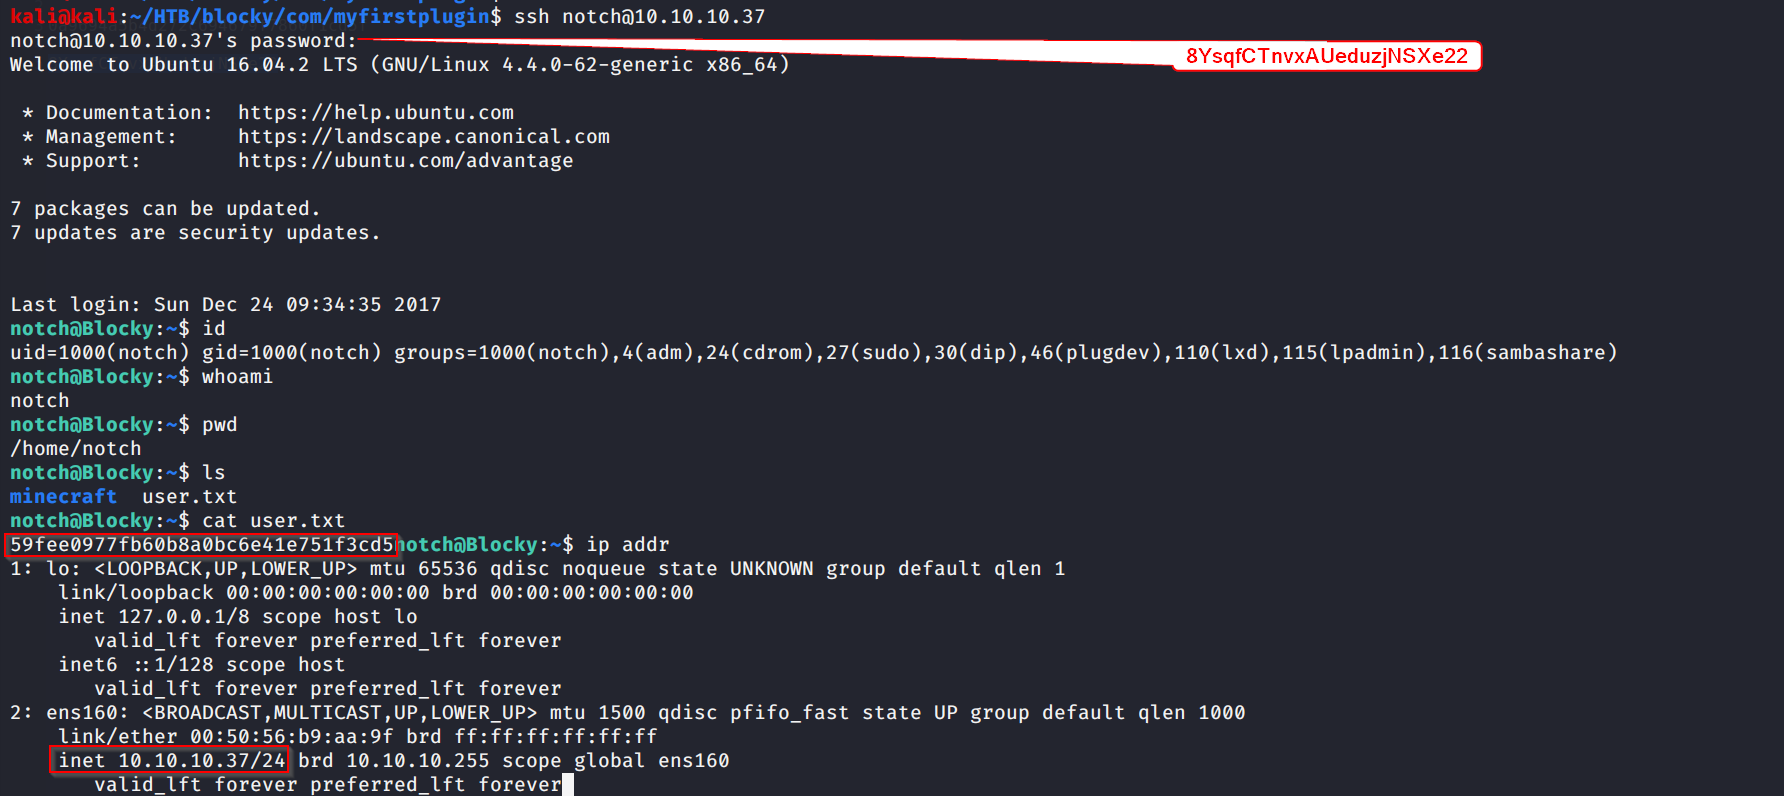 kali@kali:~/HTB/blocky/com/myfirstplugin$ ssh notch@10.10.10.37
notch@10.10.10.37's password:
8YsqfCTnvxAUeduzjNSXe22
Welcome to Ubuntu 16.04.2 LTS (GNU/Linux 4.4.0-62-generic x86_64)
* Documentation:  https://help.ubuntu.com
* Management:     https://landscape.canonical.com
* Support:        https://ubuntu.com/advantage
7 packages can be updated.
7 updates are security updates.
Last login: Sun Dec 24 09:34:35 2017
notch@Blocky:~$ id
uid=1000(notch) gid=1000(notch) groups=1000(notch),4(adm),24(cdrom),27(sudo),30(dip),46(plugdev),110(lxd),115(lpadmin),116(sambashare)
notch@Blocky:~$ whoami
notch
notch@Blocky:~$ pwd
/home/notch
notch@Blocky:~$ ls
minecraft  user.txt
notch@Blocky:~$ cat user.txt
59fee0977fb60b8a0bc6e41e751f3cd5notch@Blocky:~$ ip addr
1: lo: <LOOPBACK,UP,LOWER_UP> mtu 65536 qdisc noqueue state UNKNOWN group default qlen 1
link/loopback 00:00:00:00:00:00 brd 00:00:00:00:00:00
inet 127.0.0.1/8 scope host lo
valid_lft forever preferred_lft forever
inet6 ::1/128 scope host
valid_lft forever preferred_lft forever
2: ens160: <BROADCAST,MULTICAST,UP,LOWER_UP> mtu 1500 qdisc pfifo_fast state UP group default qlen 1000
link/ether 00:50:56:b9:aa:9f brd ff:ff:ff:ff:ff:ff
inet 10.10.10.37/24 brd 10.10.10.255 scope global ens160
valid_lft forever preferred_lft forever